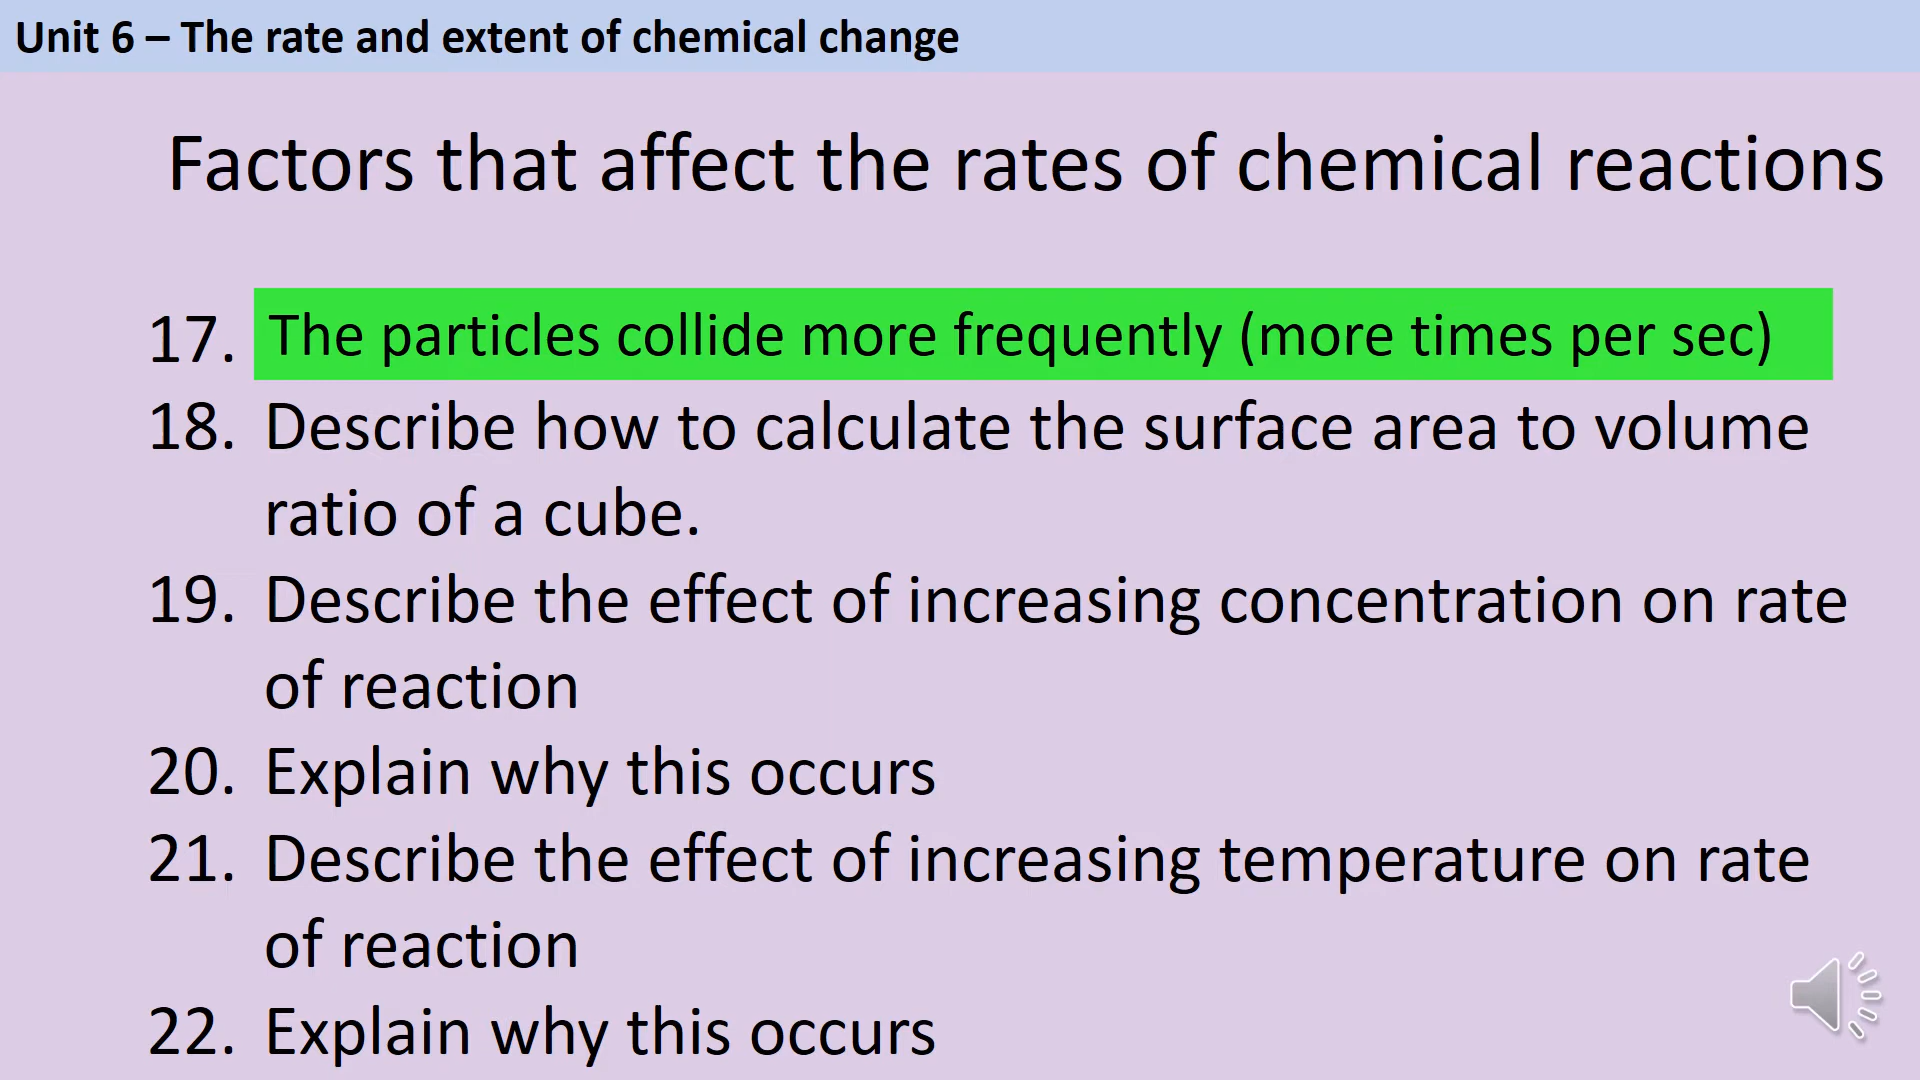 Unit 6 – The rate and extent of chemical change
Factors that affect the rates of chemical reactions
17. The particles collide more frequently (more times per sec)
18. Describe how to calculate the surface area to volume
ratio of a cube.
19. Describe the effect of increasing concentration on rate
of reaction
20. Explain why this occurs
21. Describe the effect of increasing temperature on rate
of reaction
22. Explain why this occurs